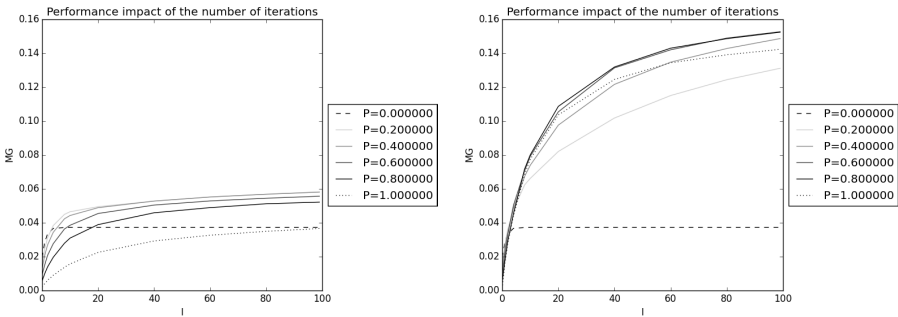 Performance impact of the number of iterations
0.16
0.14
0.12
0.10
0.08
0.06
0.04
0.02
0.00
MG
0 20 40 60 80 100
I
P=0.000000
P=0.200000
P=0.400000
P=0.600000
P=0.800000
P=1.000000
Performance impact of the number of iterations
0.16
0.14
0.12
0.10
0.08
0.06
0.04
0.02
0.00
MG
0 20 40 60 80 100
I
P=0.000000
P=0.200000
P=0.400000
P=0.600000
P=0.800000
P=1.000000